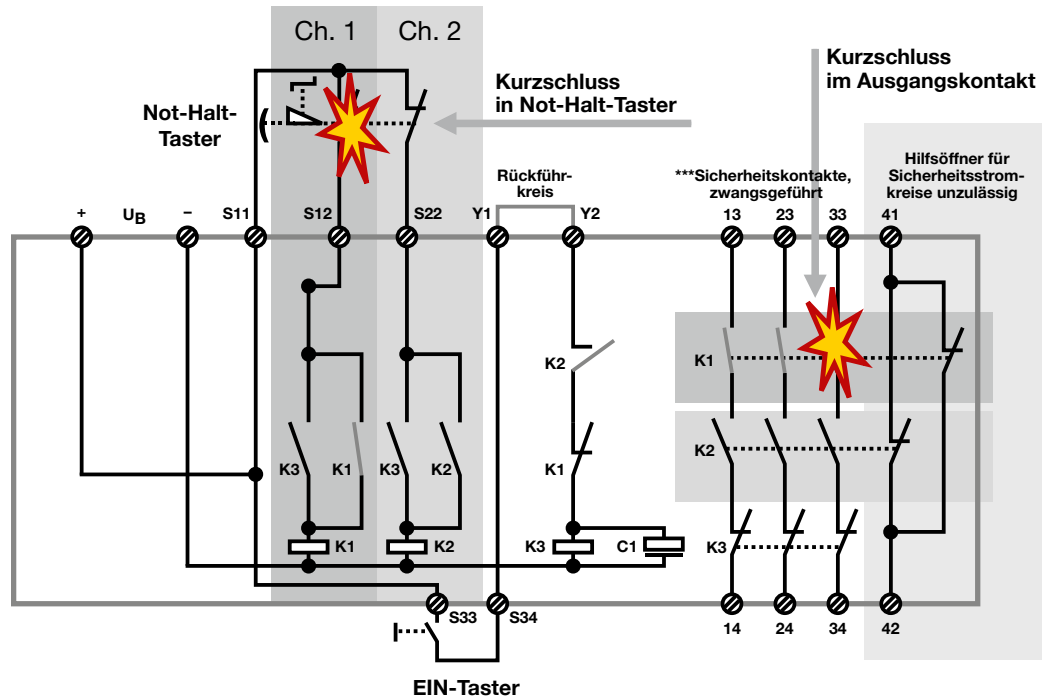 Ch. 1
Ch. 2
Kurzschluss
im Ausgangskontakt
Kurzschluss
in Not-Halt-Taster
Not-Halt-
Taster
Rückführ-
kreis
***Sicherheitskontakte,
zwangsgeführt
Hilfsöffner für
Sicherheitsstrom-
kreise unzulässig
+
UB
–
S11
S12
S22
Y1
Y2
13
23
33
41
K2
K1
K2
K3
K1
K3
K2
K1
K1
K2
K3
C1
K3
S33
S34
14
24
34
42
EIN-Taster